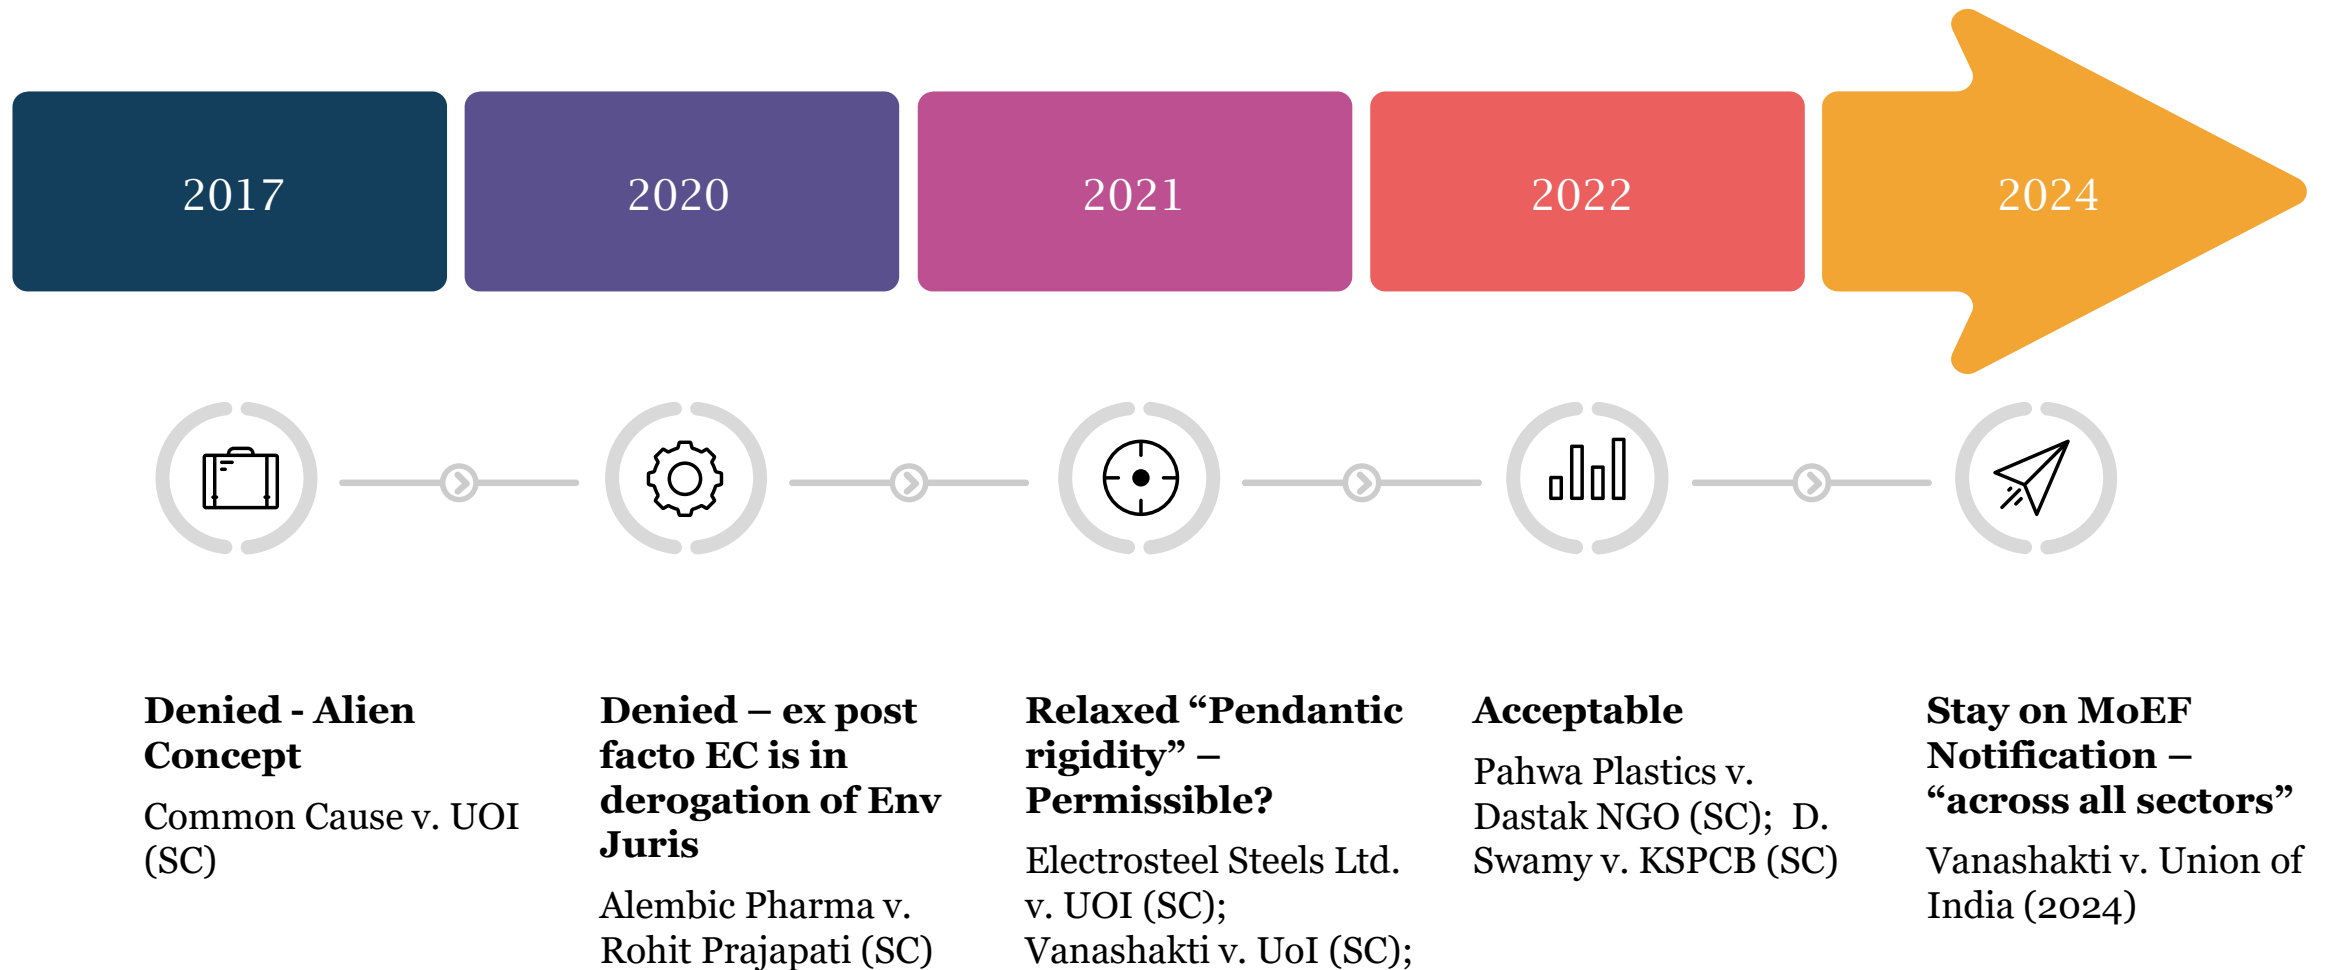 2017
2020
2021
2022
2024
Denied - Alien
Concept
Common Cause v. UOI
(SC)
Denied – ex post
facto EC is in
derogation of Env
Juris
Alembic Pharma v.
Rohit Prajapati (SC)
Relaxed “Pendantic
rigidity” –
Permissible?
Electrosteel Steels Ltd.
v. UOI (SC);
Vanashakti v. UoI (SC);
Acceptable
Pahwa Plastics v.
Dastak NGO (SC); D.
Swamy v. KSPCB (SC)
Stay on MoEF
Notification –
“across all sectors”
Vanashakti v. Union of
India (2024)